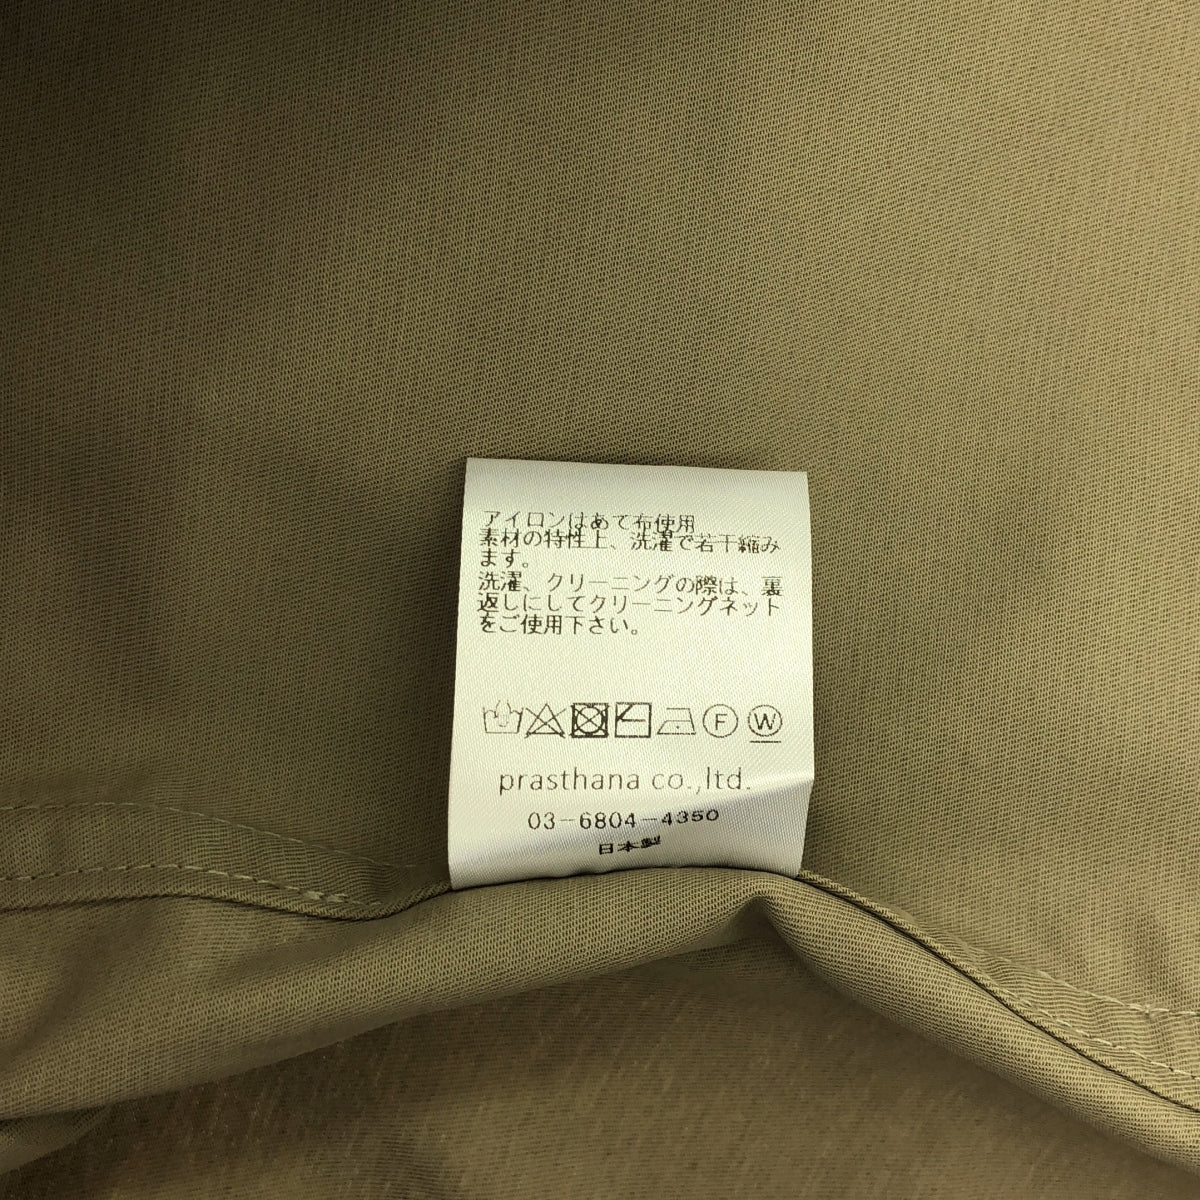 アイロンはあて布使用
素材の特性上、洗濯で若干縮み
ます。
洗濯、クリーニングの際は、裏
返しにしてクリーニングネット
をご使用下さい。
F W
prasthana co.,ltd.
03-6804-4350
日本製